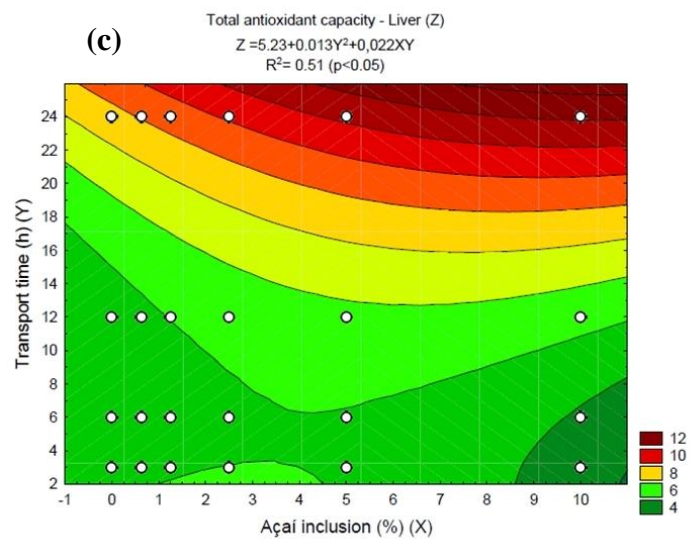 Total antioxidant capacity - Liver (Z)
(c)
Z =5.23+0.013Y²+0,022XY
R²= 0.51 (p<0.05)
Transport time (h) (Y)
24
22
20
18
16
14
12
10
8
6
4
2
-1 0 1 2 3 4 5 6 7 8 9 10
Açaí inclusion (%) (X)
12
10
8
6
4